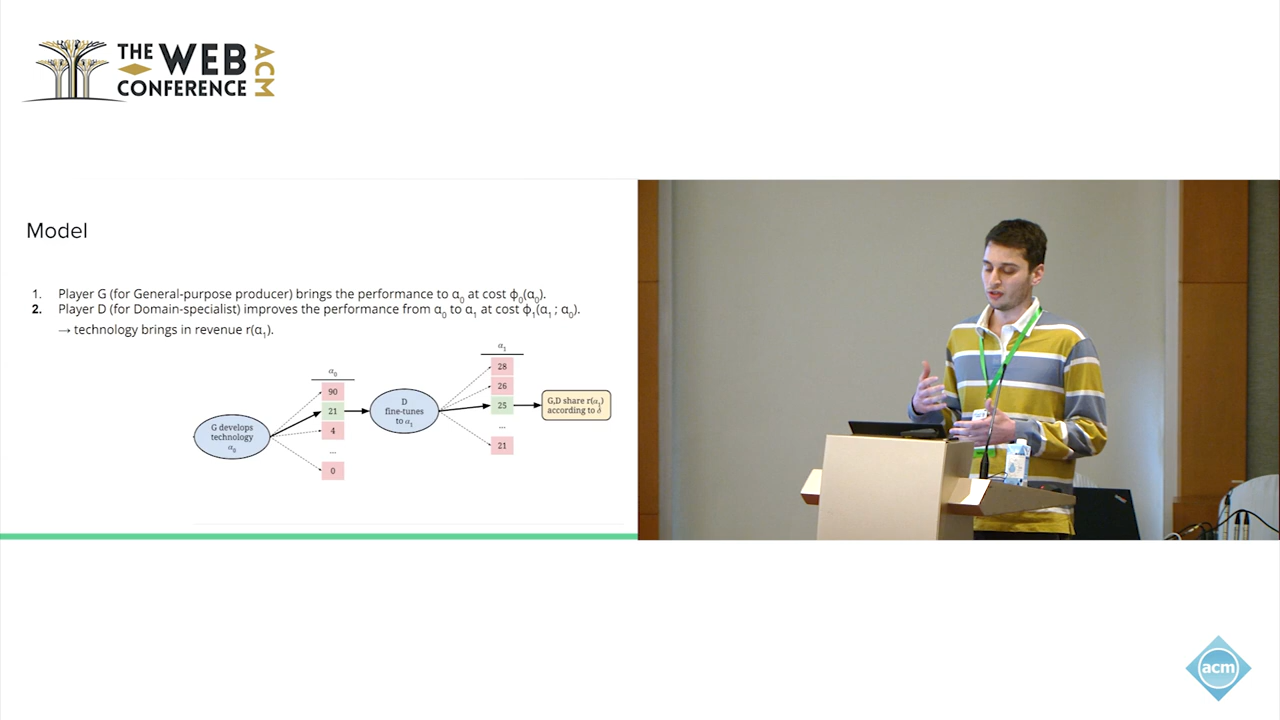 THE WEB
CONFERENCE
ACM
Model
1. Player G (for General-purpose producer) brings the performance to α₀ at cost ϕ₀(α₀).
2. Player D (for Domain-specialist) improves the performance from α₀ to α₁ at cost ϕ₁(α₁ ; α₀).
→ technology brings in revenue r(α₁).
G develops
technology
α₀
α₀
90
21
4
...
0
D
fine-tunes
to α₁
α₁
28
26
25
...
21
G,D share r(α₁)
according to δ
acm